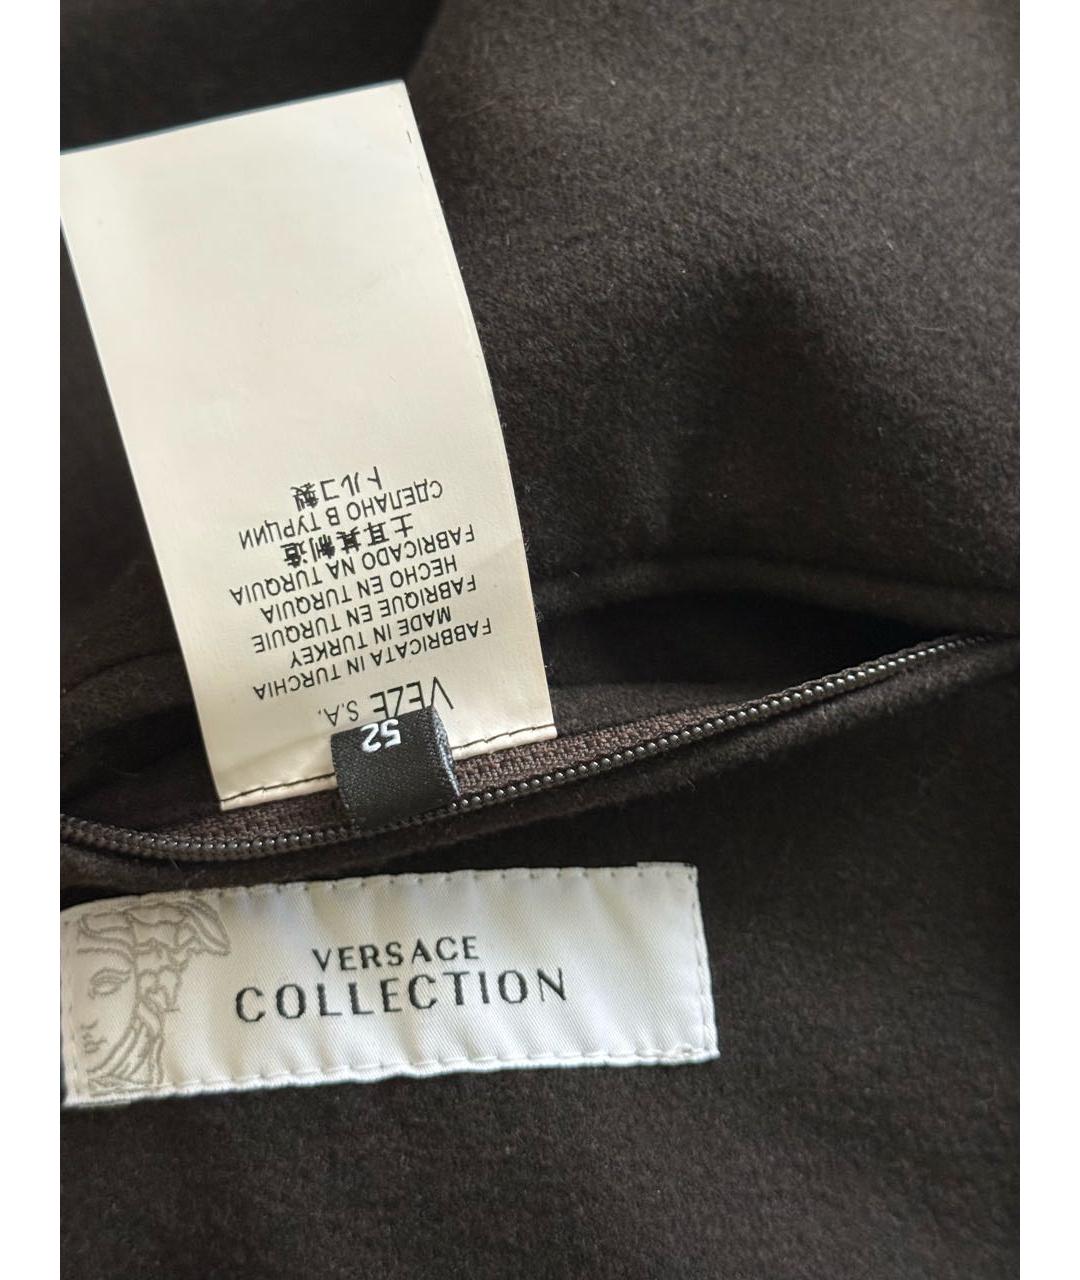 VEZE S.A.
FABBRICATA IN TURCHIA
MADE IN TURKEY
FABRIQUE EN TURQUIE
HECHO EN TURQUIA
FABRICADO NA TURQUIA
土耳其制造
СДЕЛАНО В ТУРЦИИ
トルコ製
52
VERSACE
COLLECTION